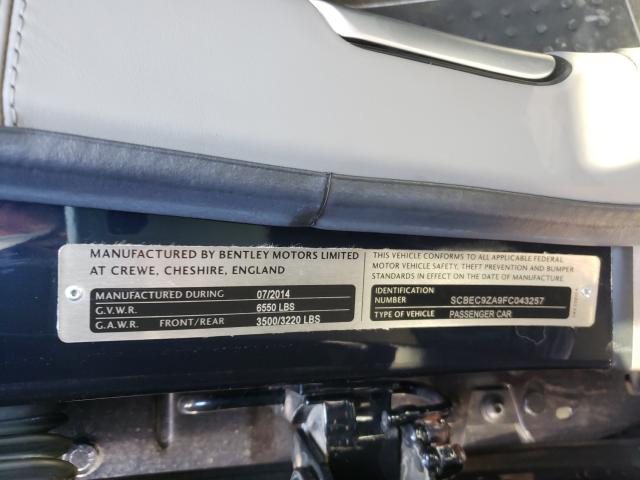 MANUFACTURED BY BENTLEY MOTORS LIMITED
AT CREWE, CHESHIRE, ENGLAND
MANUFACTURED DURING 07/2014
G.V.W.R. 6550 LBS
G.A.W.R. FRONT/REAR 3500/3220 LBS
THIS VEHICLE CONFORMS TO ALL APPLICABLE FEDERAL
MOTOR VEHICLE SAFETY, THEFT PREVENTION AND BUMPER
STANDARDS IN EFFECT ON THE DATE OF MANUFACTURE
IDENTIFICATION
NUMBER SCBEC9ZA9FC043257
TYPE OF VEHICLE PASSENGER CAR